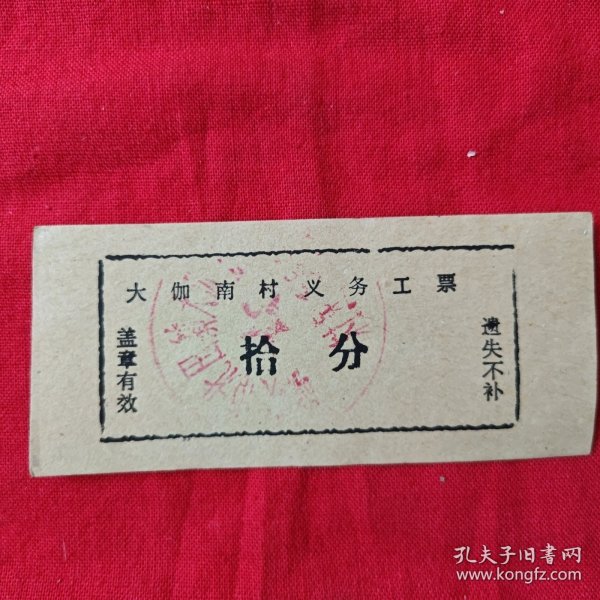 大伽南村义务工票
拾分
盖章有效
遗失不补
孔夫子旧书网
www.kongfz.com